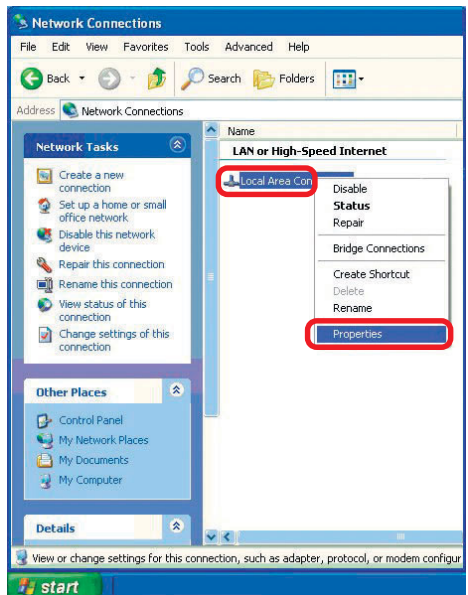 Network Connections
File Edit View Favorites Tools Advanced Help
Back Search Folders
Address Network Connections
Network Tasks
Create a new
connection
Set up a home or small
office network
Disable this network
device
Repair this connection
Rename this connection
View status of this
connection
Change settings of this
connection
Other Places
Control Panel
My Network Places
My Documents
My Computer
Details
Name
LAN or High-Speed Internet
Local Area Con
Disable
Status
Repair
Bridge Connections
Create Shortcut
Delete
Rename
Properties
View or change settings for this connection, such as adapter, protocol, or modem configur
start